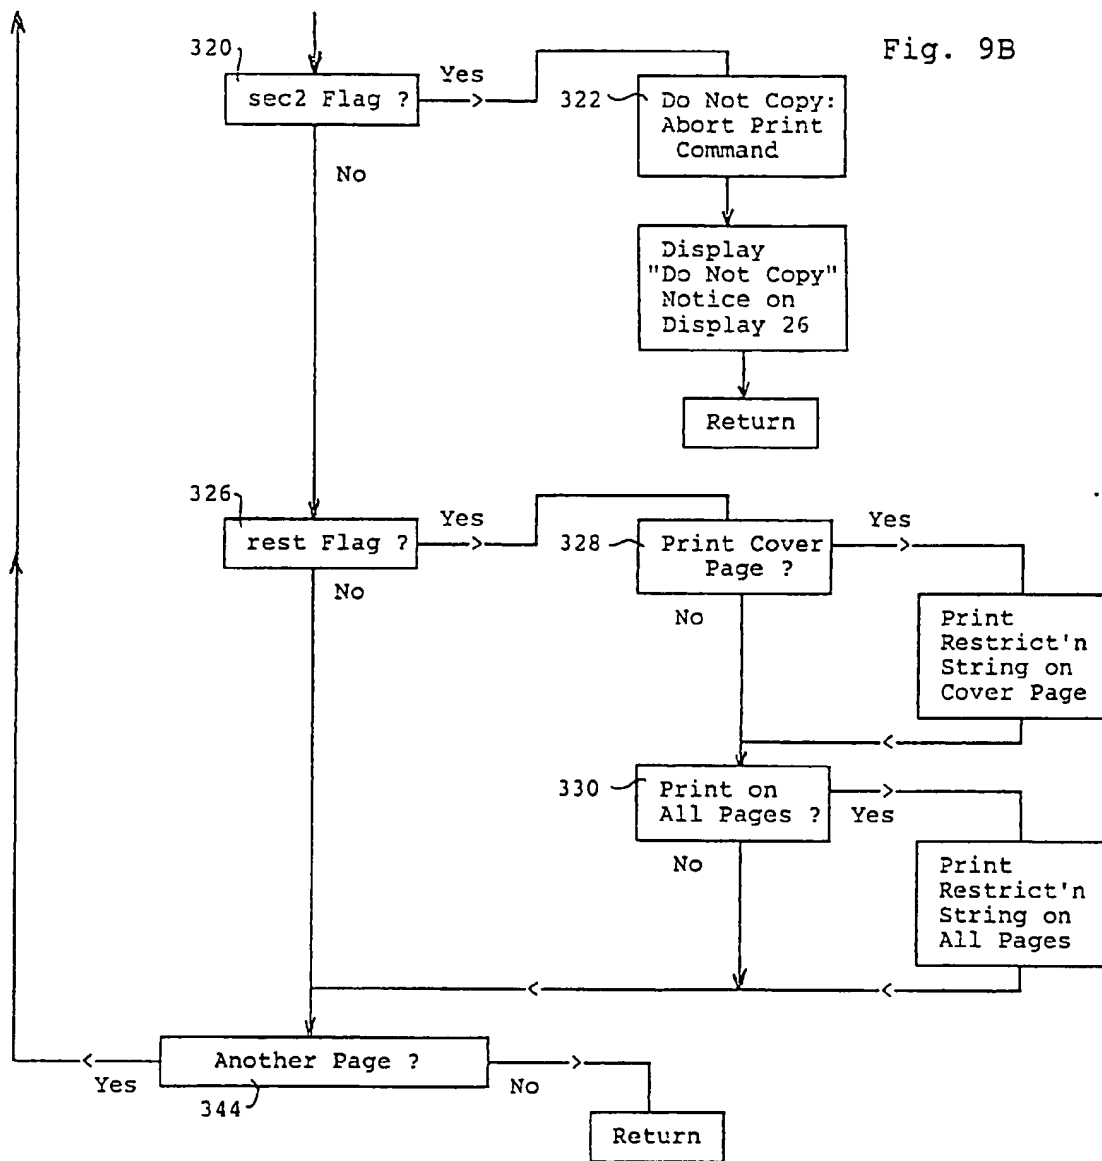 Fig. 9B
320
sec2 Flag ?
Yes
No
322
Do Not Copy:
Abort Print
Command
Display
"Do Not Copy"
Notice on
Display 26
Return
326
rest Flag ?
Yes
No
328
Print Cover
Page ?
Yes
No
Print
Restrict'n
String on
Cover Page
330
Print on
All Pages ?
Yes
No
Print
Restrict'n
String on
All Pages
Another Page ?
Yes
No
344
Return